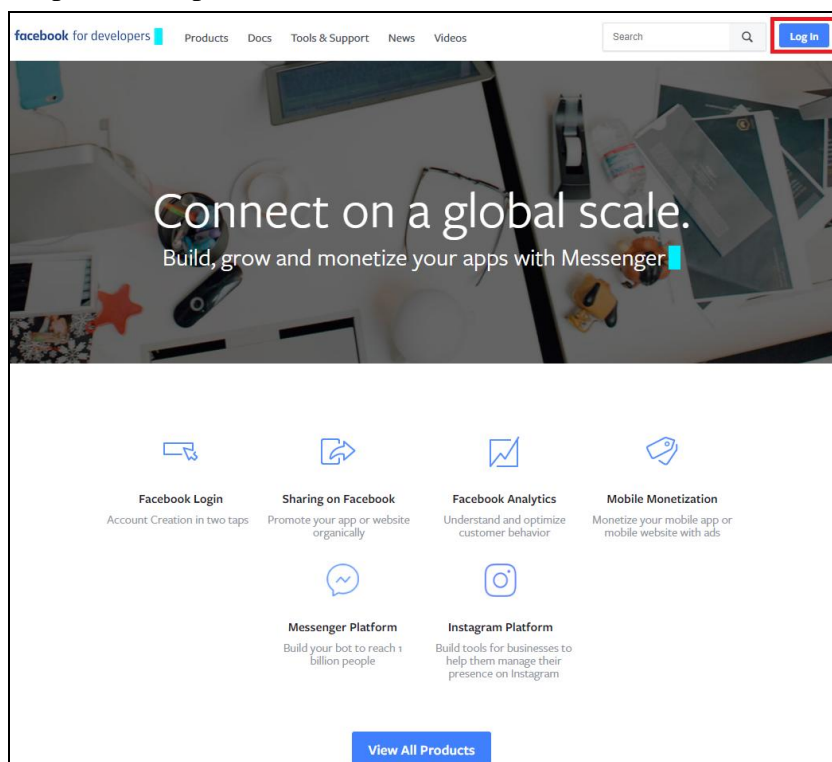 facebook for developers Products Docs Tools & Support News Videos Search Log In
Connect on a global scale.
Build, grow and monetize your apps with Messenger
Facebook Login
Account Creation in two taps
Sharing on Facebook
Promote your app or website
organically
Facebook Analytics
Understand and optimize
customer behavior
Mobile Monetization
Monetize your mobile app or
mobile website with ads
Messenger Platform
Build your bot to reach 1
billion people
Instagram Platform
Build tools for businesses to
help them manage their
presence on Instagram
View All Products